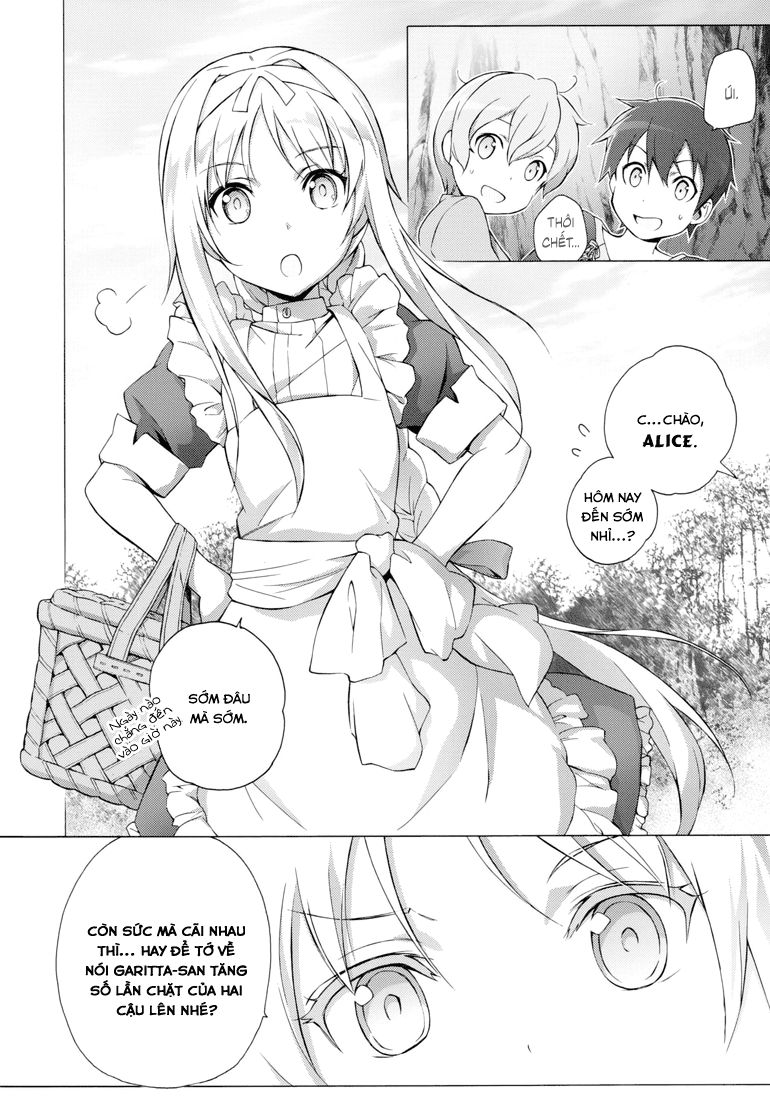 ÚI.
THÔI
CHẾT...
C...CHÀO,
ALICE.
HÔM NAY
ĐẾN SỚM
NHỈ...?
SỚM ĐÂU
MÀ SỚM.
Ngày nào
chẳng đến
vào giờ này
CÒN SỨC MÀ CÃI NHAU
THÌ... HAY ĐỂ TỚ VỀ
NÓI GARITTA-SAN TĂNG
SỐ LẦN CHẶT CỦA HAI
CẬU LÊN NHÉ?